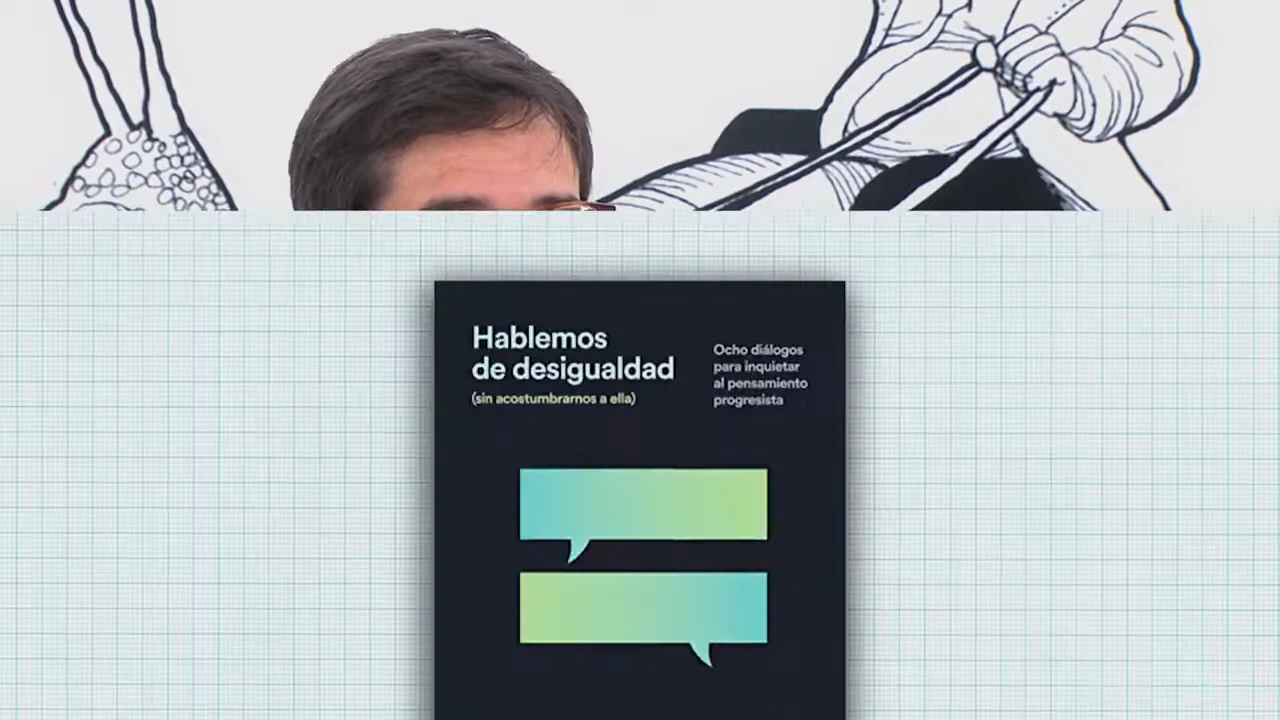 Hablemos
de desigualdad
(sin acostumbrarnos a ella)
Ocho diálogos
para inquietar
al pensamiento
progresista